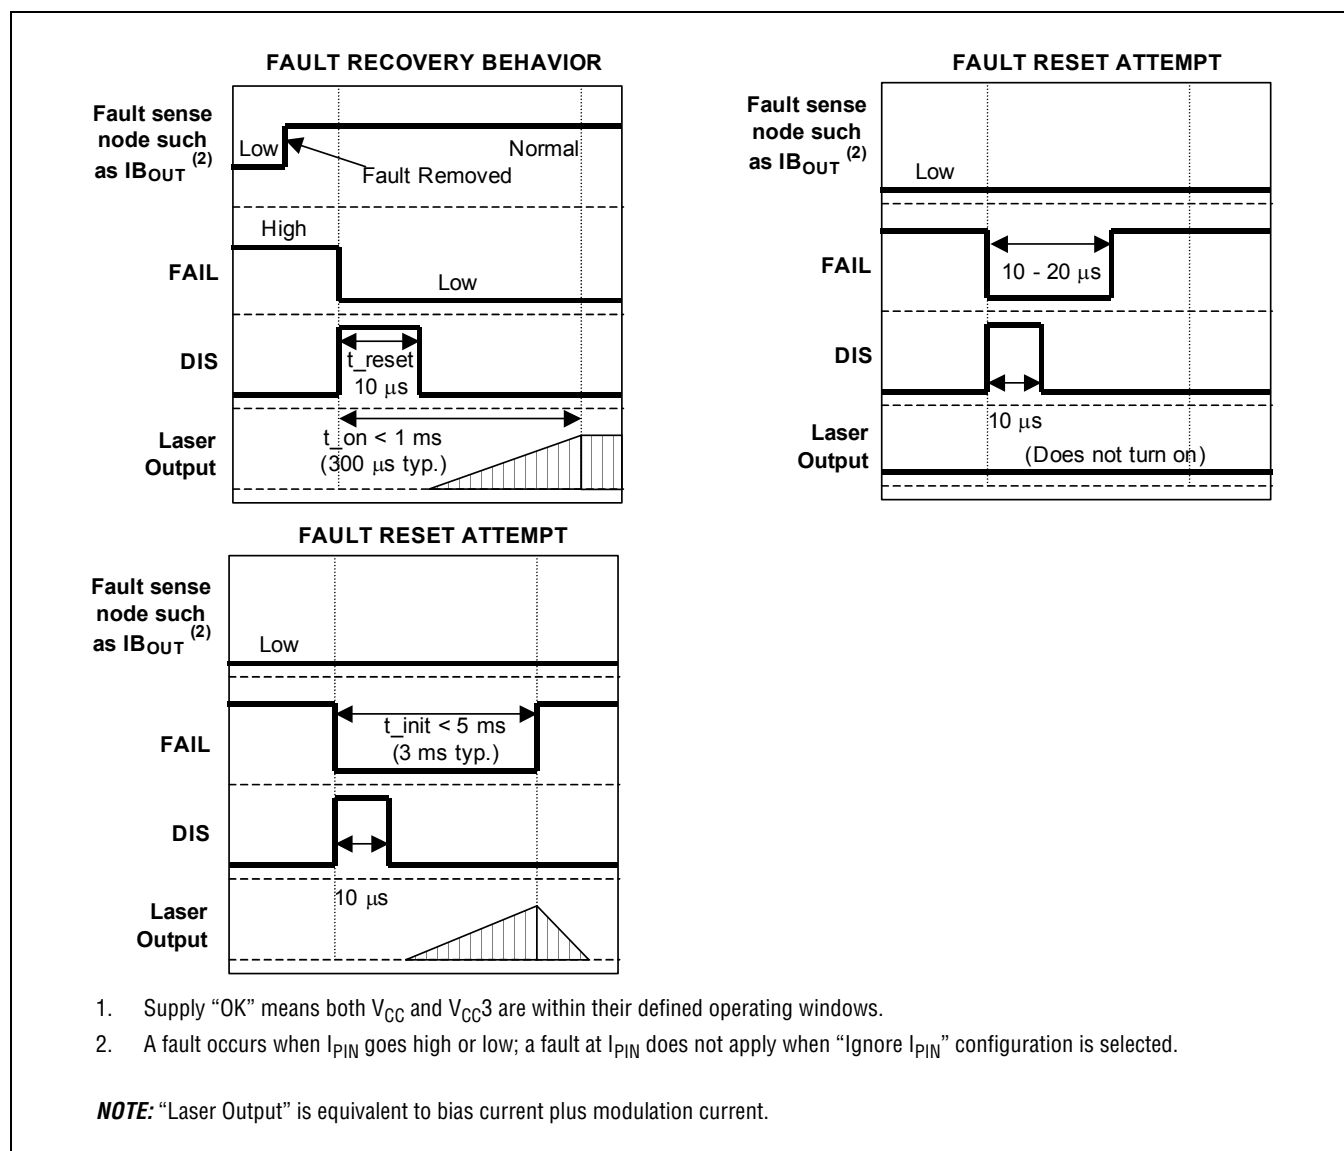 FAULT RECOVERY BEHAVIOR
Fault sense
node such
as IBOUT (2)
Low
Normal
Fault Removed
High
FAIL
Low
DIS
t_reset
10 µs
Laser
Output
t_on < 1 ms
(300 µs typ.)
FAULT RESET ATTEMPT
Fault sense
node such
as IBOUT (2)
Low
FAIL
10 - 20 µs
DIS
10 µs
Laser
Output
(Does not turn on)
FAULT RESET ATTEMPT
Fault sense
node such
as IBOUT (2)
Low
FAIL
t_init < 5 ms
(3 ms typ.)
DIS
10 µs
Laser
Output
1. Supply “OK” means both VCC and VCC3 are within their defined operating windows.
2. A fault occurs when IPIN goes high or low; a fault at IPIN does not apply when “Ignore IPIN” configuration is selected.
NOTE: “Laser Output” is equivalent to bias current plus modulation current.